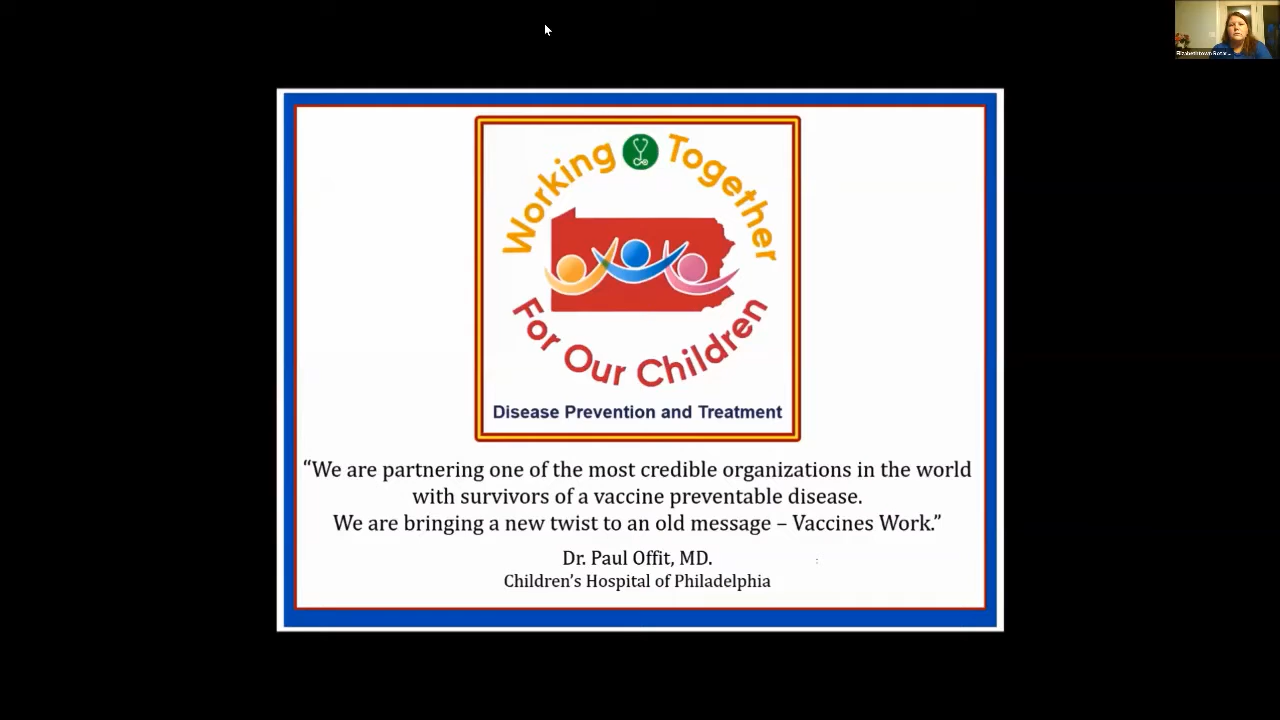 Working Together
For Our Children
Disease Prevention and Treatment
“We are partnering one of the most credible organizations in the world
with survivors of a vaccine preventable disease.
We are bringing a new twist to an old message – Vaccines Work.”
Dr. Paul Offit, MD.
Children’s Hospital of Philadelphia
Elizabethtown Rotar...